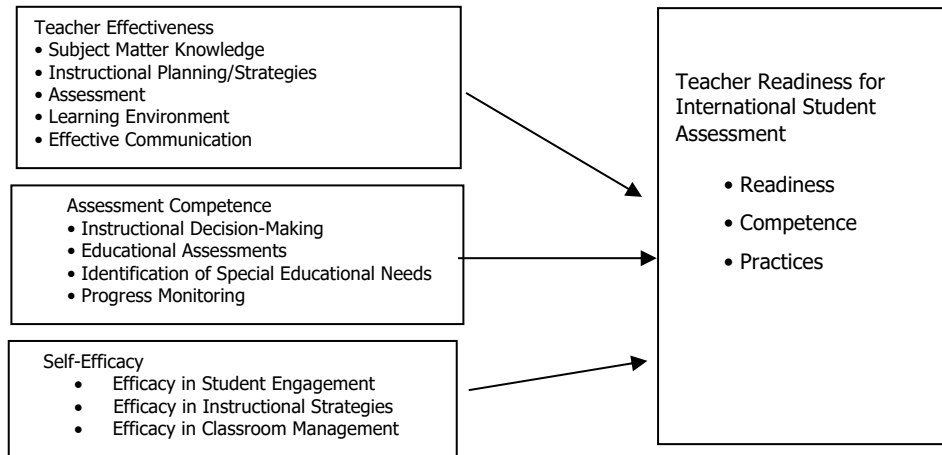 Teacher Effectiveness
• Subject Matter Knowledge
• Instructional Planning/Strategies
• Assessment
• Learning Environment
• Effective Communication
Assessment Competence
• Instructional Decision-Making
• Educational Assessments
• Identification of Special Educational Needs
• Progress Monitoring
Self-Efficacy
• Efficacy in Student Engagement
• Efficacy in Instructional Strategies
• Efficacy in Classroom Management
Teacher Readiness for
International Student
Assessment
• Readiness
• Competence
• Practices